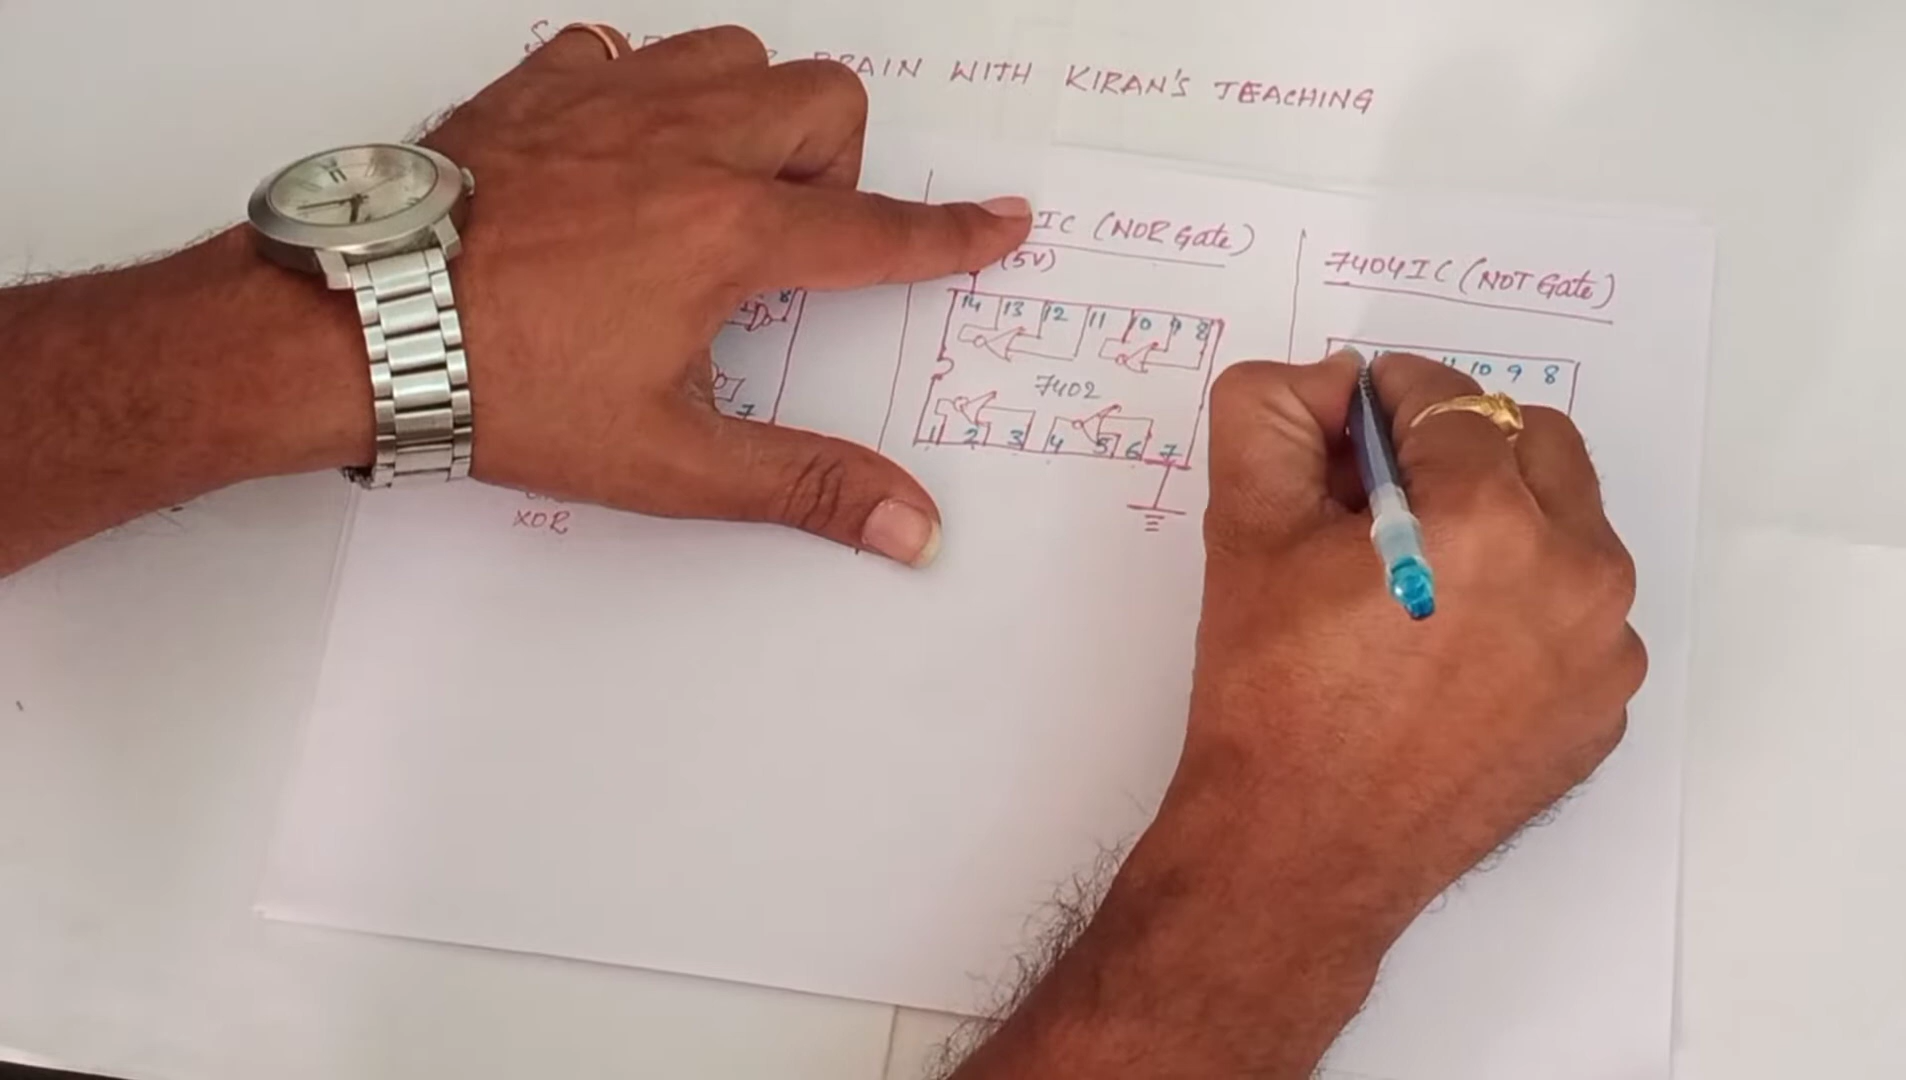 BRAIN WITH KIRAN'S TEACHING
IC (NOR Gate)
(5V)
14 13 12 11 10 9 8
7402
1 2 3 4 5 6 7
7404 IC (NOT Gate)
11 10 9 8
8
7
XOR